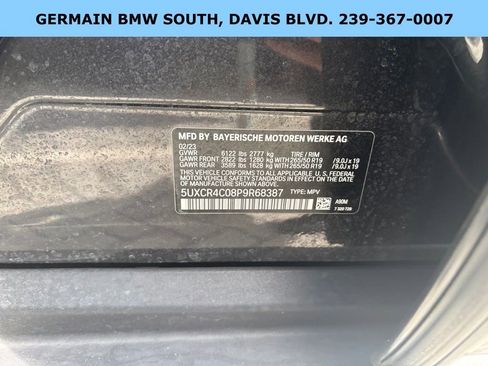 GERMAIN BMW SOUTH, DAVIS BLVD. 239-367-0007
MFD BY BAYERISCHE MOTOREN WERKE AG
02/23
GVWR 6122 lbs 2777 kg TIRE / RIM
GAWR FRONT 2822 lbs 1280 kg WITH 265/50 R19 / 9.0J x 19
GAWR REAR 3589 lbs 1628 kg WITH 265/50 R19 / 9.0J x 19
THIS VEHICLE CONFORMS TO ALL APPLICABLE U. S. FEDERAL
MOTOR VEHICLE SAFETY AND THEFT PREVENTION STANDARDS
IN EFFECT ON THE DATE OF MANUFACTURE SHOWN ABOVE.
5UXCR4C08P9R68387 TYPE: MPV
A90M